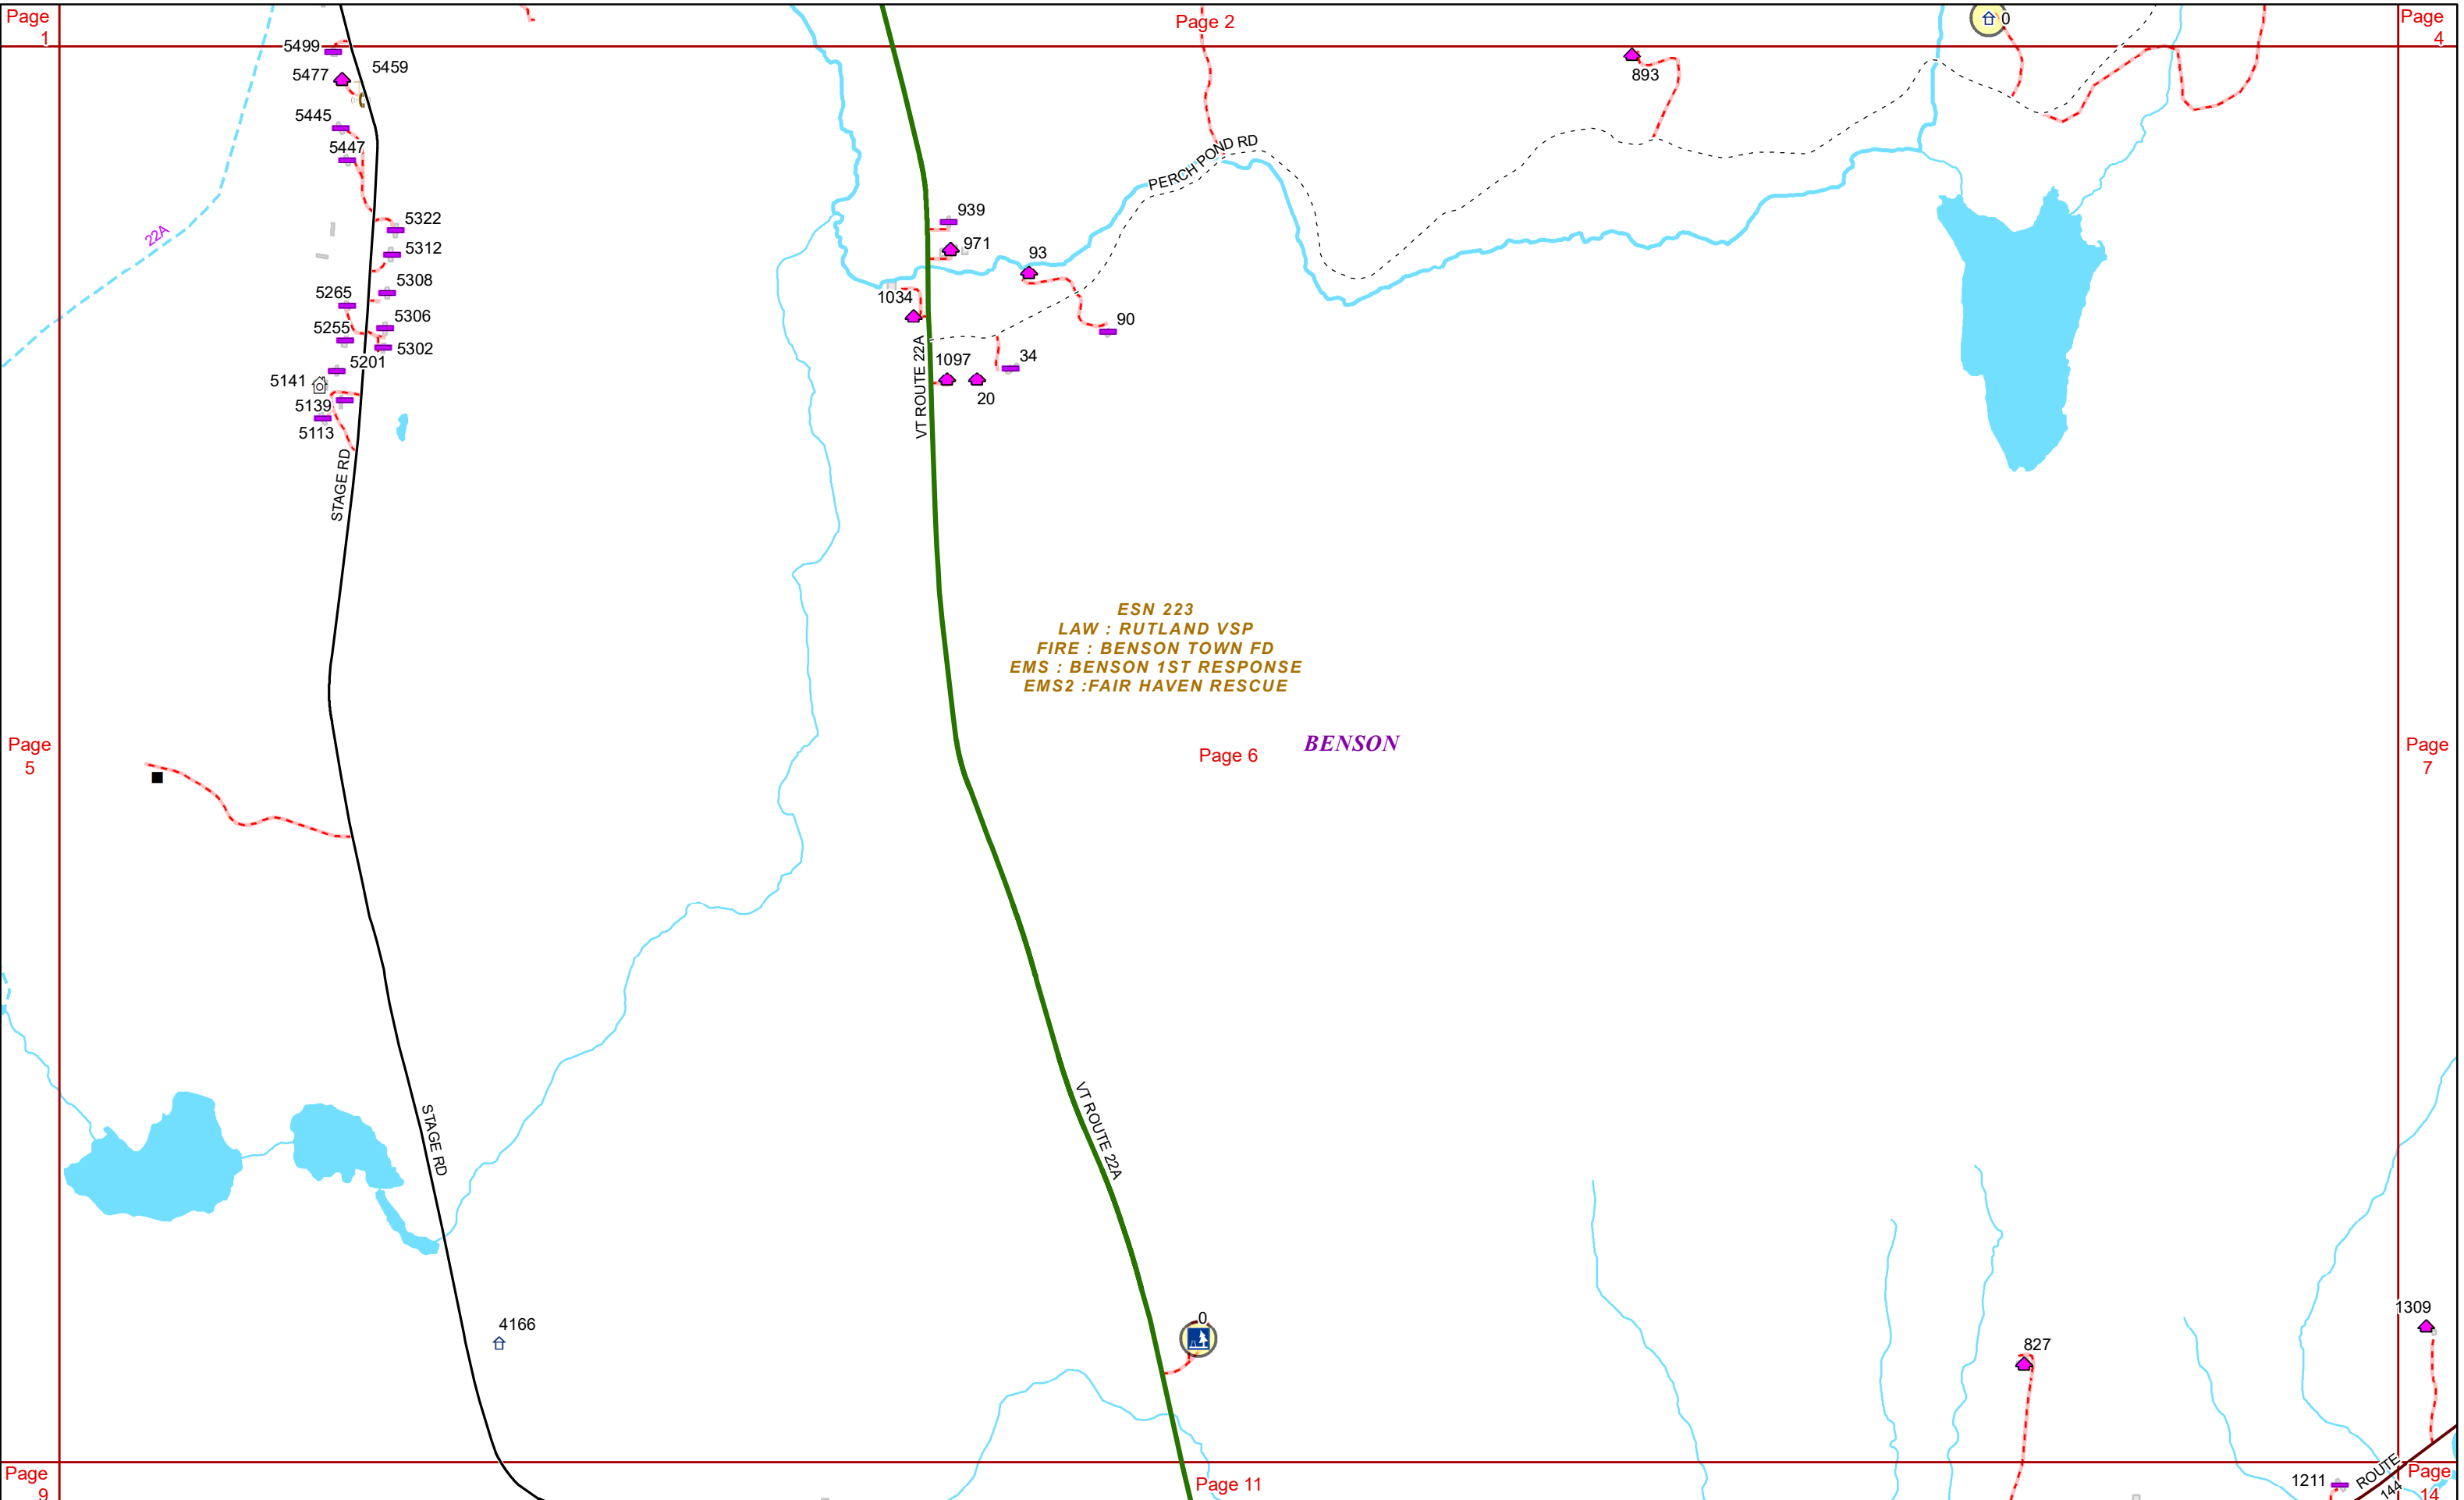 Page
1
Page 2
0
Page
4
5499
5477
5459
893
5445
5447
PERCH POND RD
5322
939
22A
5312
971
93
5308
5265
1034
5306
90
5255
5302
VT ROUTE 22A
1097
34
5201
5141
20
5139
5113
STAGE RD
ESN 223
LAW : RUTLAND VSP
FIRE : BENSON TOWN FD
EMS : BENSON 1ST RESPONSE
EMS2 :FAIR HAVEN RESCUE
Page
5
Page 6
BENSON
Page
7
STAGE RD
VT ROUTE 22A
4166
0
1309
827
Page
9
Page 11
1211
ROUTE
144
Page
14